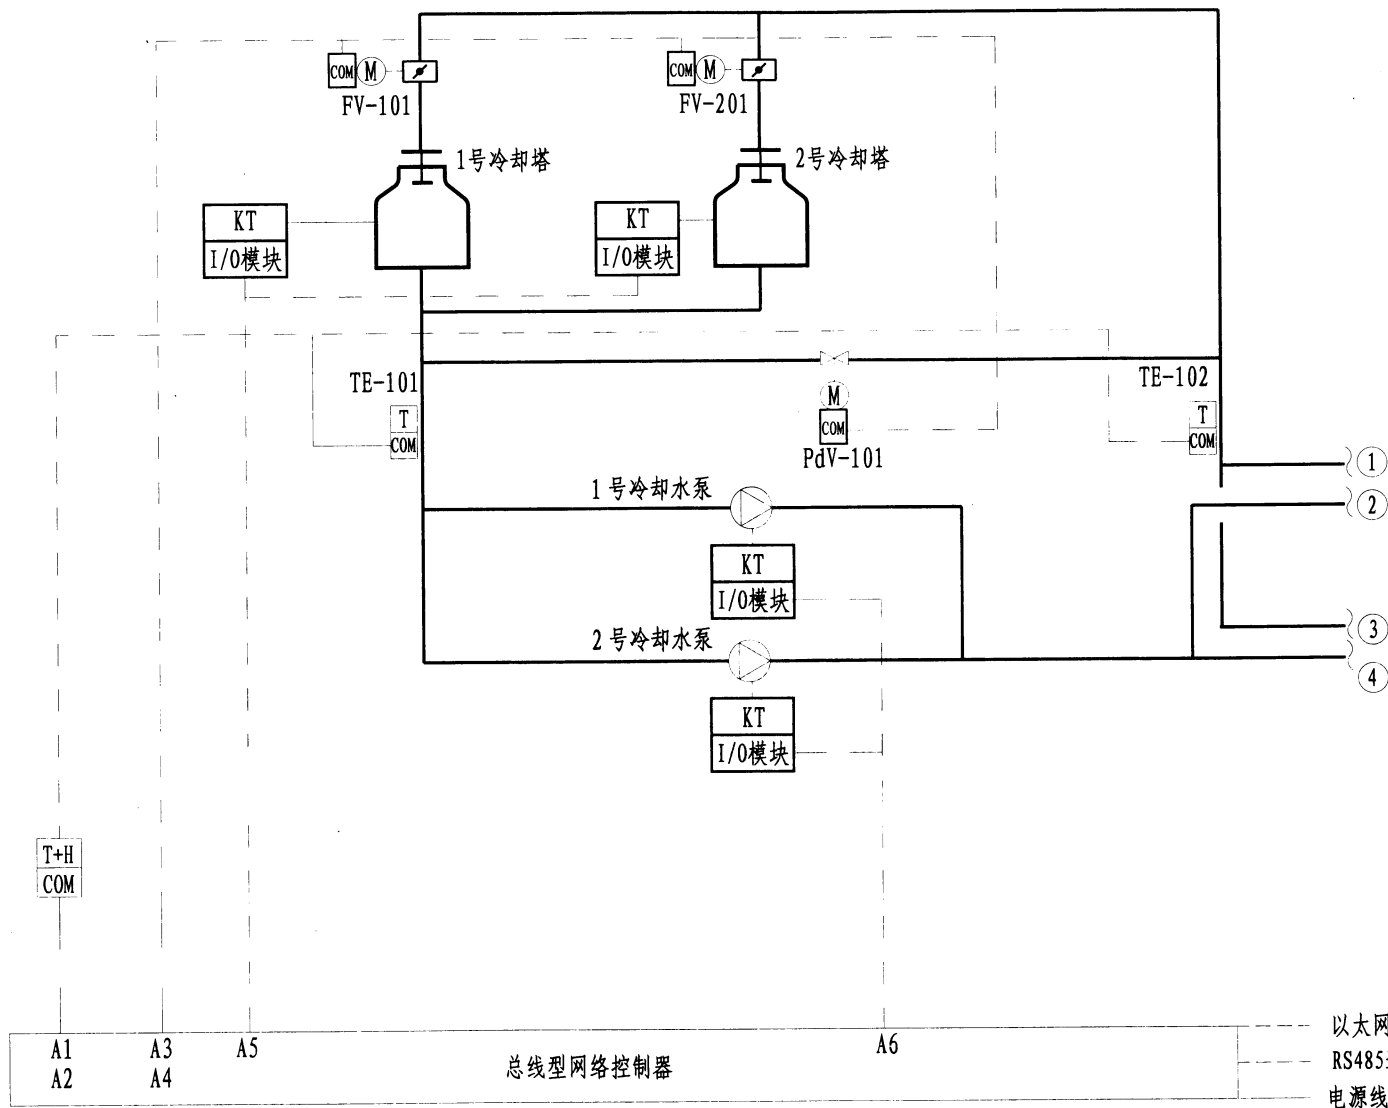 COM M
FV-101
COM M
FV-201
1号冷却塔
2号冷却塔
KT
I/O模块
KT
I/O模块
TE-101
T
COM
M
COM
PdV-101
TE-102
T
COM
1
2
1号冷却水泵
KT
I/O模块
3
2号冷却水泵
4
KT
I/O模块
T+H
COM
A1
A2
A3
A4
A5
A6
总线型网络控制器
以太网
RS485
电源线